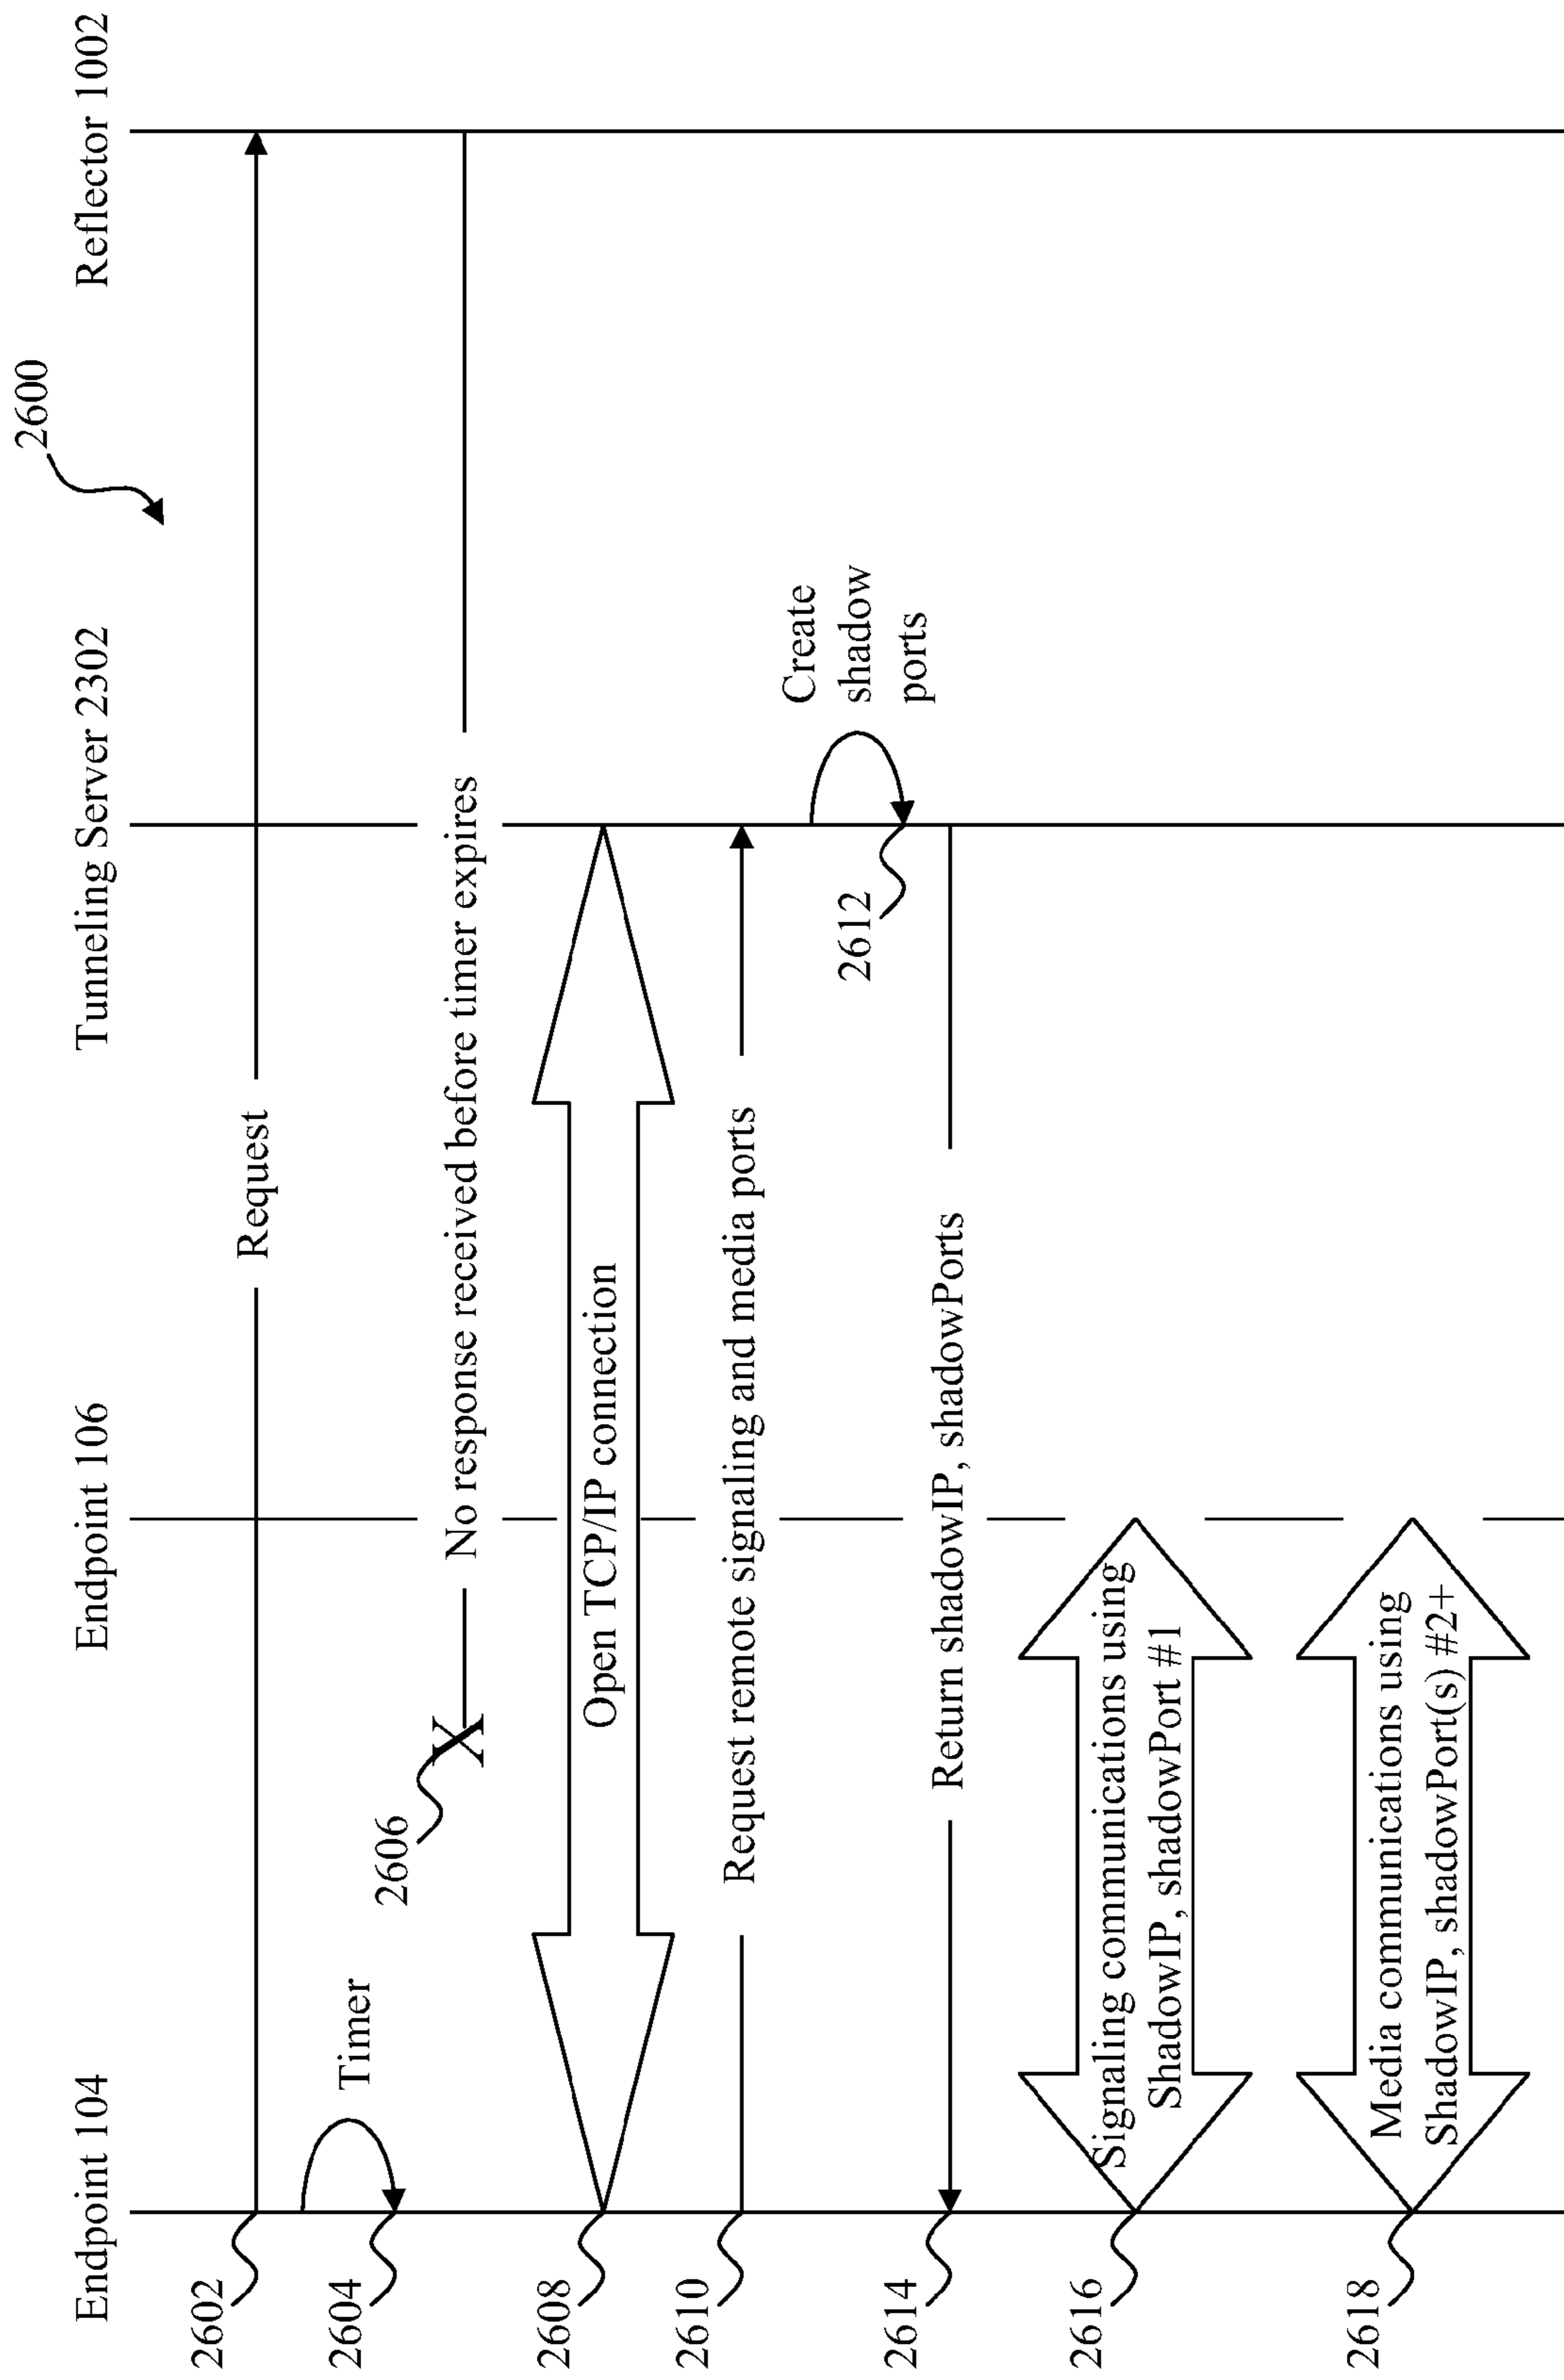 2600
Endpoint 104
Endpoint 106
Tunneling Server 2302
Reflector 1002
2602
Request
2604
Timer
2606
No response received before timer expires
2608
Open TCP/IP connection
2610
Request remote signaling and media ports
2612
Create
shadow
ports
2614
Return shadowIP, shadowPorts
2616
Signaling communications using
ShadowIP, shadowPort #1
2618
Media communications using
ShadowIP, shadowPort(s) #2+